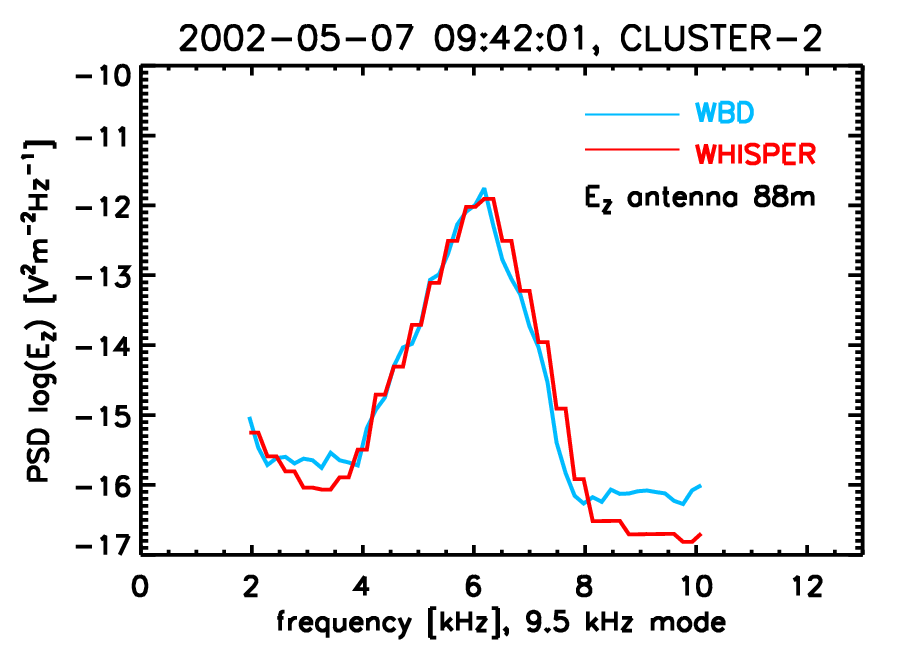 2002-05-07 09:42:01, CLUSTER-2
-10
-11
-12
-13
-14
-15
-16
-17
PSD log(E_z) [V²m⁻²Hz⁻¹]
WBD
WHISPER
E_z antenna 88m
0 2 4 6 8 10 12
frequency [kHz], 9.5 kHz mode